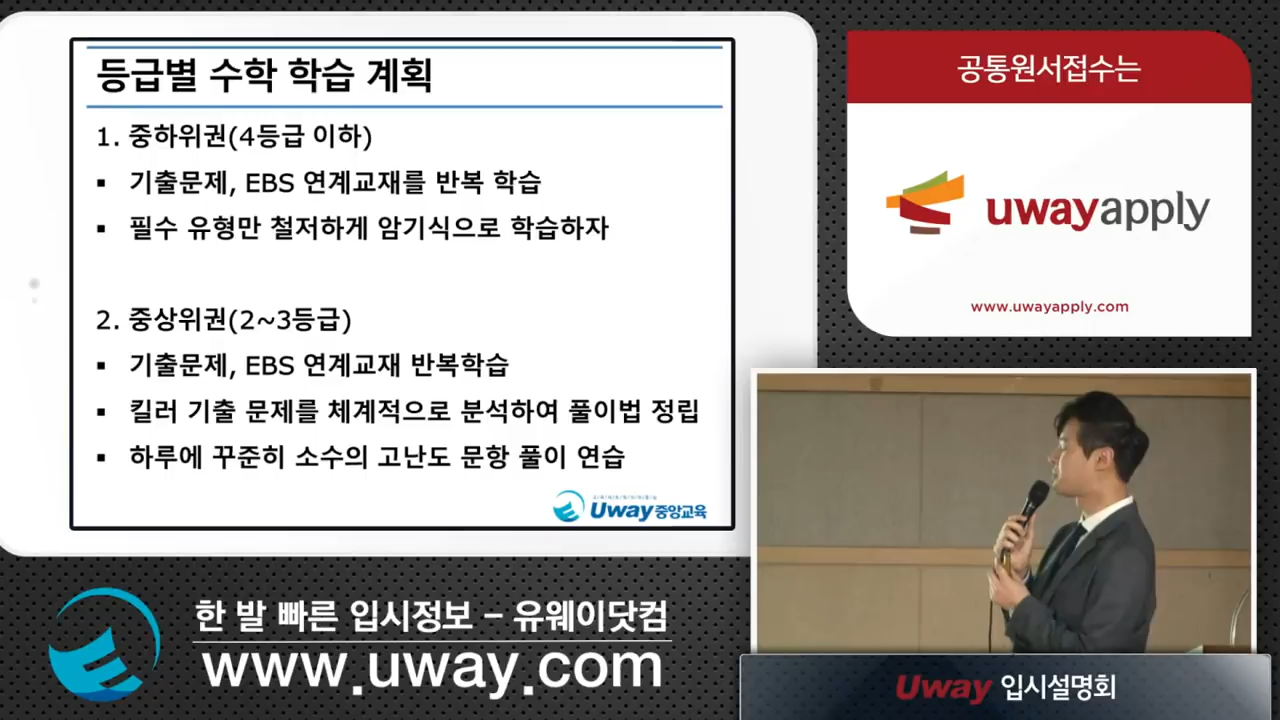 등급별 수학 학습 계획
1. 중하위권(4등급 이하)
▪ 기출문제, EBS 연계교재를 반복 학습
▪ 필수 유형만 철저하게 암기식으로 학습하자
2. 중상위권(2~3등급)
▪ 기출문제, EBS 연계교재 반복학습
▪ 킬러 기출 문제를 체계적으로 분석하여 풀이법 정립
▪ 하루에 꾸준히 소수의 고난도 문항 풀이 연습
Uway중앙교육
공통원서접수는
uwayapply
www.uwayapply.com
한 발 빠른 입시정보 – 유웨이닷컴
www.uway.com
Uway 입시설명회